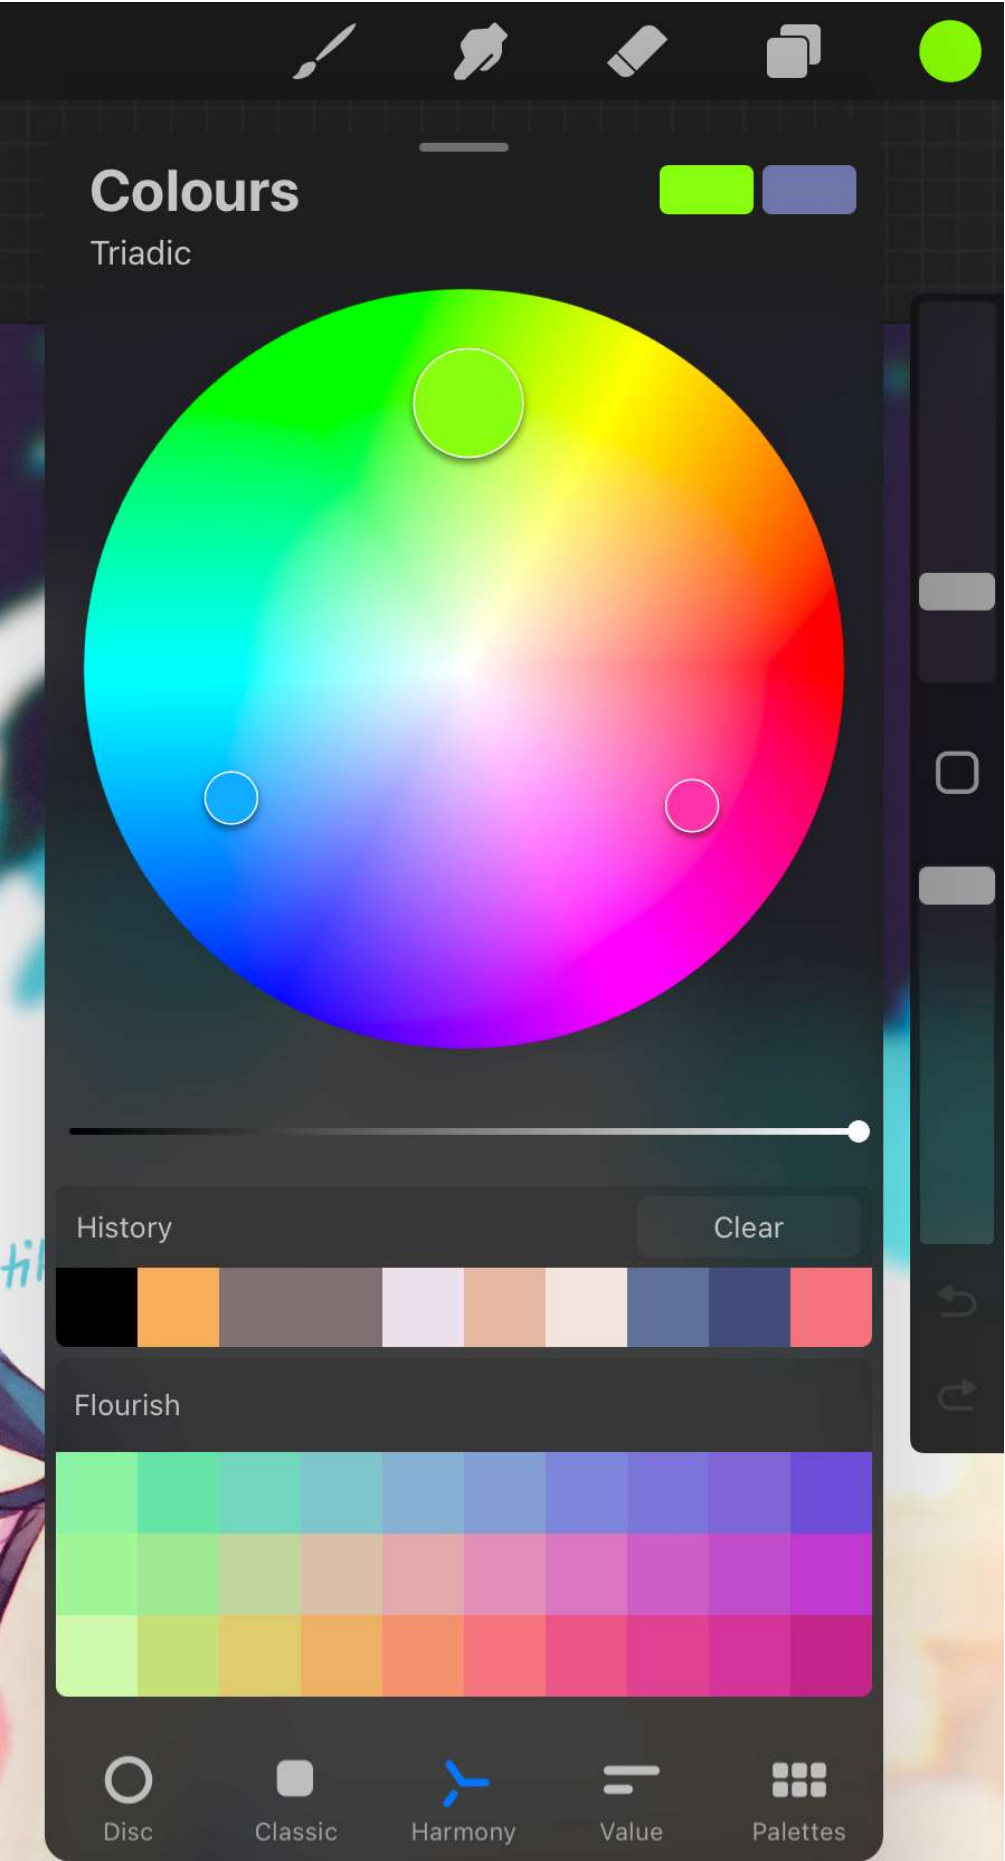 Colours
Triadic
History
Clear
Flourish
Disc
Classic
Harmony
Value
Palettes